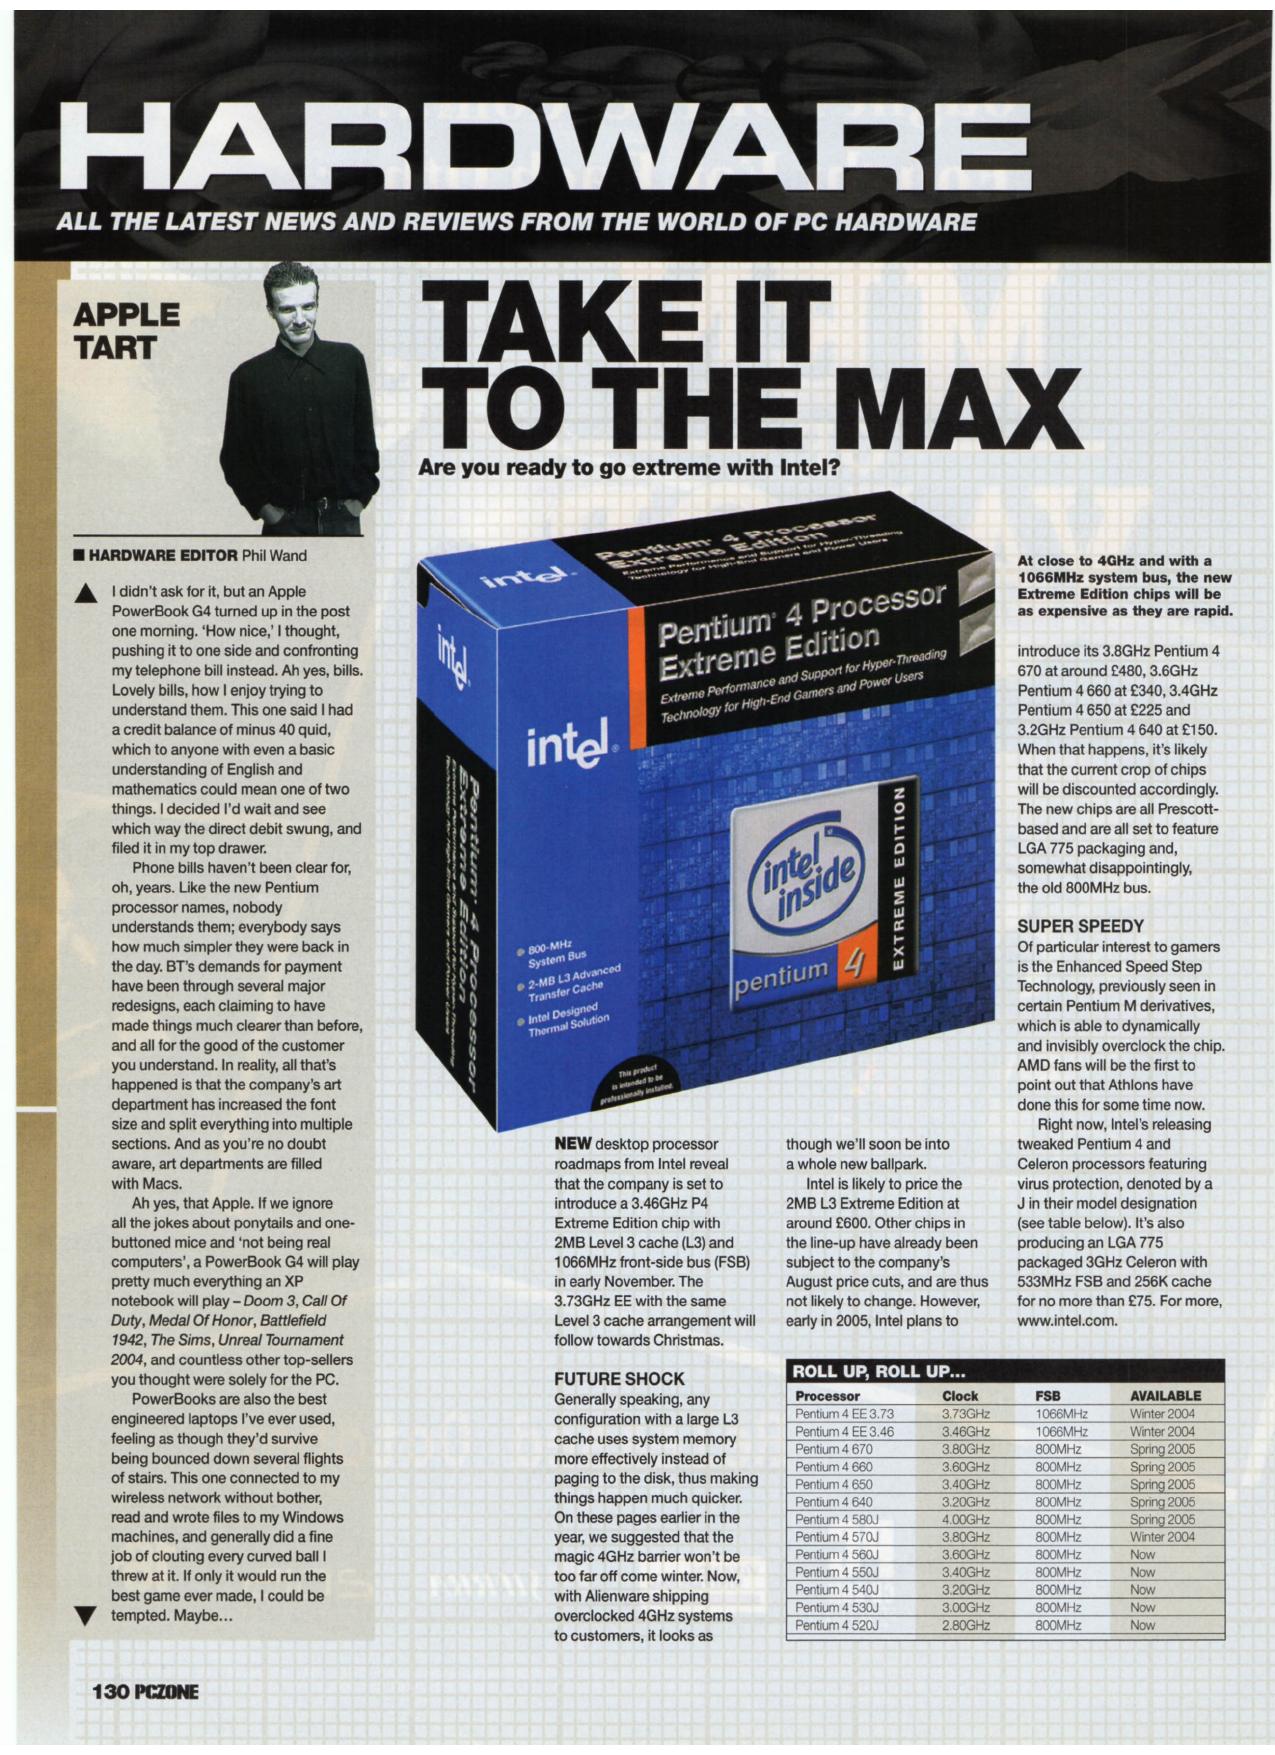 HARDWARE
ALL THE LATEST NEWS AND REVIEWS FROM THE WORLD OF PC HARDWARE
APPLE
TART
■ HARDWARE EDITOR Phil Wand
▲ I didn't ask for it, but an Apple
PowerBook G4 turned up in the post
one morning. 'How nice,' I thought,
pushing it to one side and confronting
my telephone bill instead. Ah yes, bills.
Lovely bills, how I enjoy trying to
understand them. This one said I had
a credit balance of minus 40 quid,
which to anyone with even a basic
understanding of English and
mathematics could mean one of two
things. I decided I'd wait and see
which way the direct debit swung, and
filed it in my top drawer.
Phone bills haven't been clear for,
oh, years. Like the new Pentium
processor names, nobody
understands them; everybody says
how much simpler they were back in
the day. BT's demands for payment
have been through several major
redesigns, each claiming to have
made things much clearer than before,
and all for the good of the customer
you understand. In reality, all that's
happened is that the company's art
department has increased the font
size and split everything into multiple
sections. And as you're no doubt
aware, art departments are filled
with Macs.
Ah yes, that Apple. If we ignore
all the jokes about ponytails and one-
buttoned mice and 'not being real
computers', a PowerBook G4 will play
pretty much everything an XP
notebook will play – Doom 3, Call Of
Duty, Medal Of Honor, Battlefield
1942, The Sims, Unreal Tournament
2004, and countless other top-sellers
you thought were solely for the PC.
PowerBooks are also the best
engineered laptops I've ever used,
feeling as though they'd survive
being bounced down several flights
of stairs. This one connected to my
wireless network without bother,
read and wrote files to my Windows
machines, and generally did a fine
job of clouting every curved ball I
threw at it. If only it would run the
best game ever made, I could be
▼ tempted. Maybe...
TAKE IT
TO THE MAX
Are you ready to go extreme with Intel?
intel®
Pentium® 4 Processor
Extreme Edition
Extreme Performance and Support for Hyper-Threading
Technology for High-End Gamers and Power Users
intel®
Pentium® 4 Processor
Extreme Edition
Pentium® 4 Processor
Extreme Edition
Extreme Performance and Support for Hyper-Threading
Technology for High-End Gamers and Power Users
intel®
intel® inside
pentium 4
EXTREME EDITION
800-MHz
System Bus
2-MB L3 Advanced
Transfer Cache
Intel Designed
Thermal Solution
This product
is intended to be
professionally installed.
At close to 4GHz and with a
1066MHz system bus, the new
Extreme Edition chips will be
as expensive as they are rapid.
NEW desktop processor
roadmaps from Intel reveal
that the company is set to
introduce a 3.46GHz P4
Extreme Edition chip with
2MB Level 3 cache (L3) and
1066MHz front-side bus (FSB)
in early November. The
3.73GHz EE with the same
Level 3 cache arrangement will
follow towards Christmas.
FUTURE SHOCK
Generally speaking, any
configuration with a large L3
cache uses system memory
more effectively instead of
paging to the disk, thus making
things happen much quicker.
On these pages earlier in the
year, we suggested that the
magic 4GHz barrier won't be
too far off come winter. Now,
with Alienware shipping
overclocked 4GHz systems
to customers, it looks as
though we'll soon be into
a whole new ballpark.
Intel is likely to price the
2MB L3 Extreme Edition at
around £600. Other chips in
the line-up have already been
subject to the company's
August price cuts, and are thus
not likely to change. However,
early in 2005, Intel plans to
introduce its 3.8GHz Pentium 4
670 at around £480, 3.6GHz
Pentium 4 660 at £340, 3.4GHz
Pentium 4 650 at £225 and
3.2GHz Pentium 4 640 at £150.
When that happens, it's likely
that the current crop of chips
will be discounted accordingly.
The new chips are all Prescott-
based and are all set to feature
LGA 775 packaging and,
somewhat disappointingly,
the old 800MHz bus.
SUPER SPEEDY
Of particular interest to gamers
is the Enhanced Speed Step
Technology, previously seen in
certain Pentium M derivatives,
which is able to dynamically
and invisibly overclock the chip.
AMD fans will be the first to
point out that Athlons have
done this for some time now.
Right now, Intel's releasing
tweaked Pentium 4 and
Celeron processors featuring
virus protection, denoted by a
J in their model designation
(see table below). It's also
producing an LGA 775
packaged 3GHz Celeron with
533MHz FSB and 256K cache
for no more than £75. For more,
www.intel.com.
ROLL UP, ROLL UP...
Processor Clock FSB AVAILABLE
Pentium 4 EE 3.73 3.73GHz 1066MHz Winter 2004
Pentium 4 EE 3.46 3.46GHz 1066MHz Winter 2004
Pentium 4 670 3.80GHz 800MHz Spring 2005
Pentium 4 660 3.60GHz 800MHz Spring 2005
Pentium 4 650 3.40GHz 800MHz Spring 2005
Pentium 4 640 3.20GHz 800MHz Spring 2005
Pentium 4 580J 4.00GHz 800MHz Spring 2005
Pentium 4 570J 3.80GHz 800MHz Winter 2004
Pentium 4 560J 3.60GHz 800MHz Now
Pentium 4 550J 3.40GHz 800MHz Now
Pentium 4 540J 3.20GHz 800MHz Now
Pentium 4 530J 3.00GHz 800MHz Now
Pentium 4 520J 2.80GHz 800MHz Now
130 PCZONE